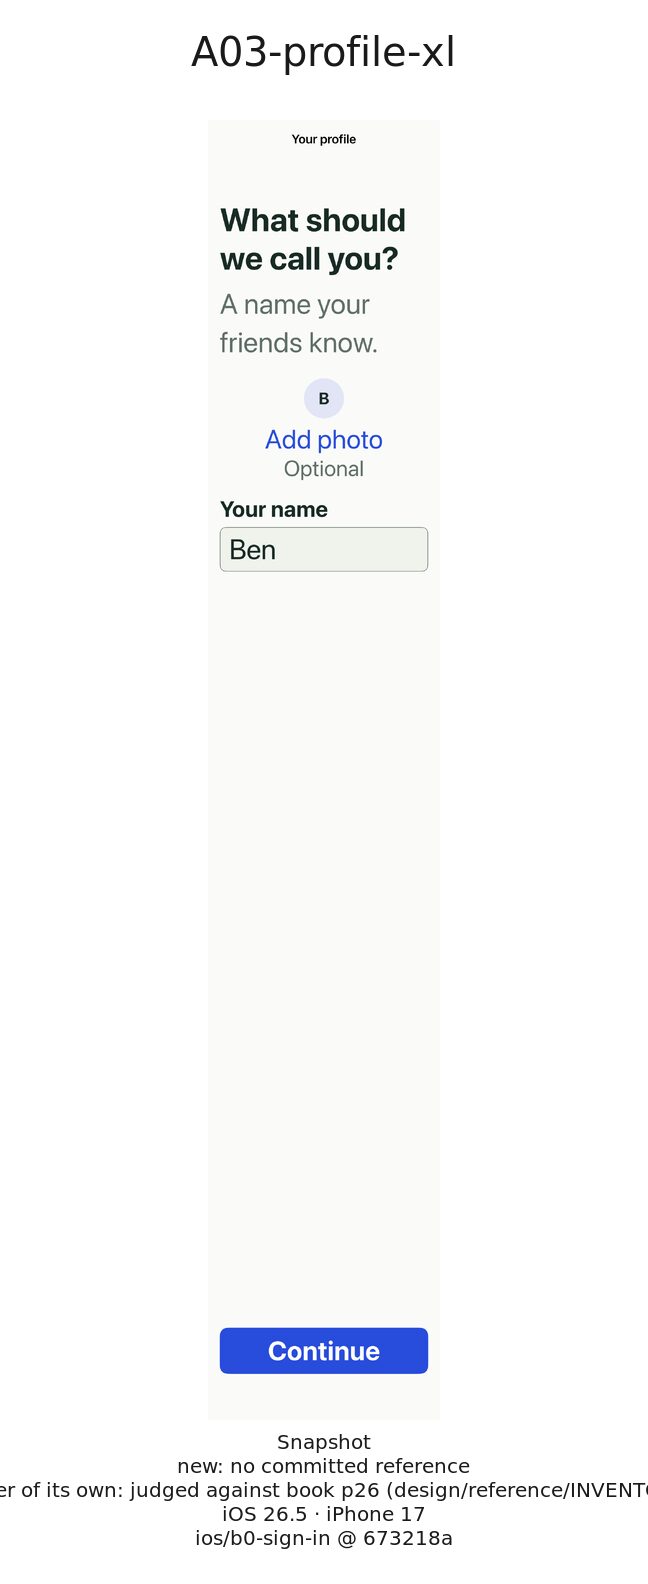 A03-profile-xl
Your profile
What should
we call you?
A name your
friends know.
B
Add photo
Optional
Your name
Ben
Continue
Snapshot
new: no committed reference
of its own: judged against book p26 (design/reference/
iOS 26.5 · iPhone 17
ios/b0-sign-in @ 673218a